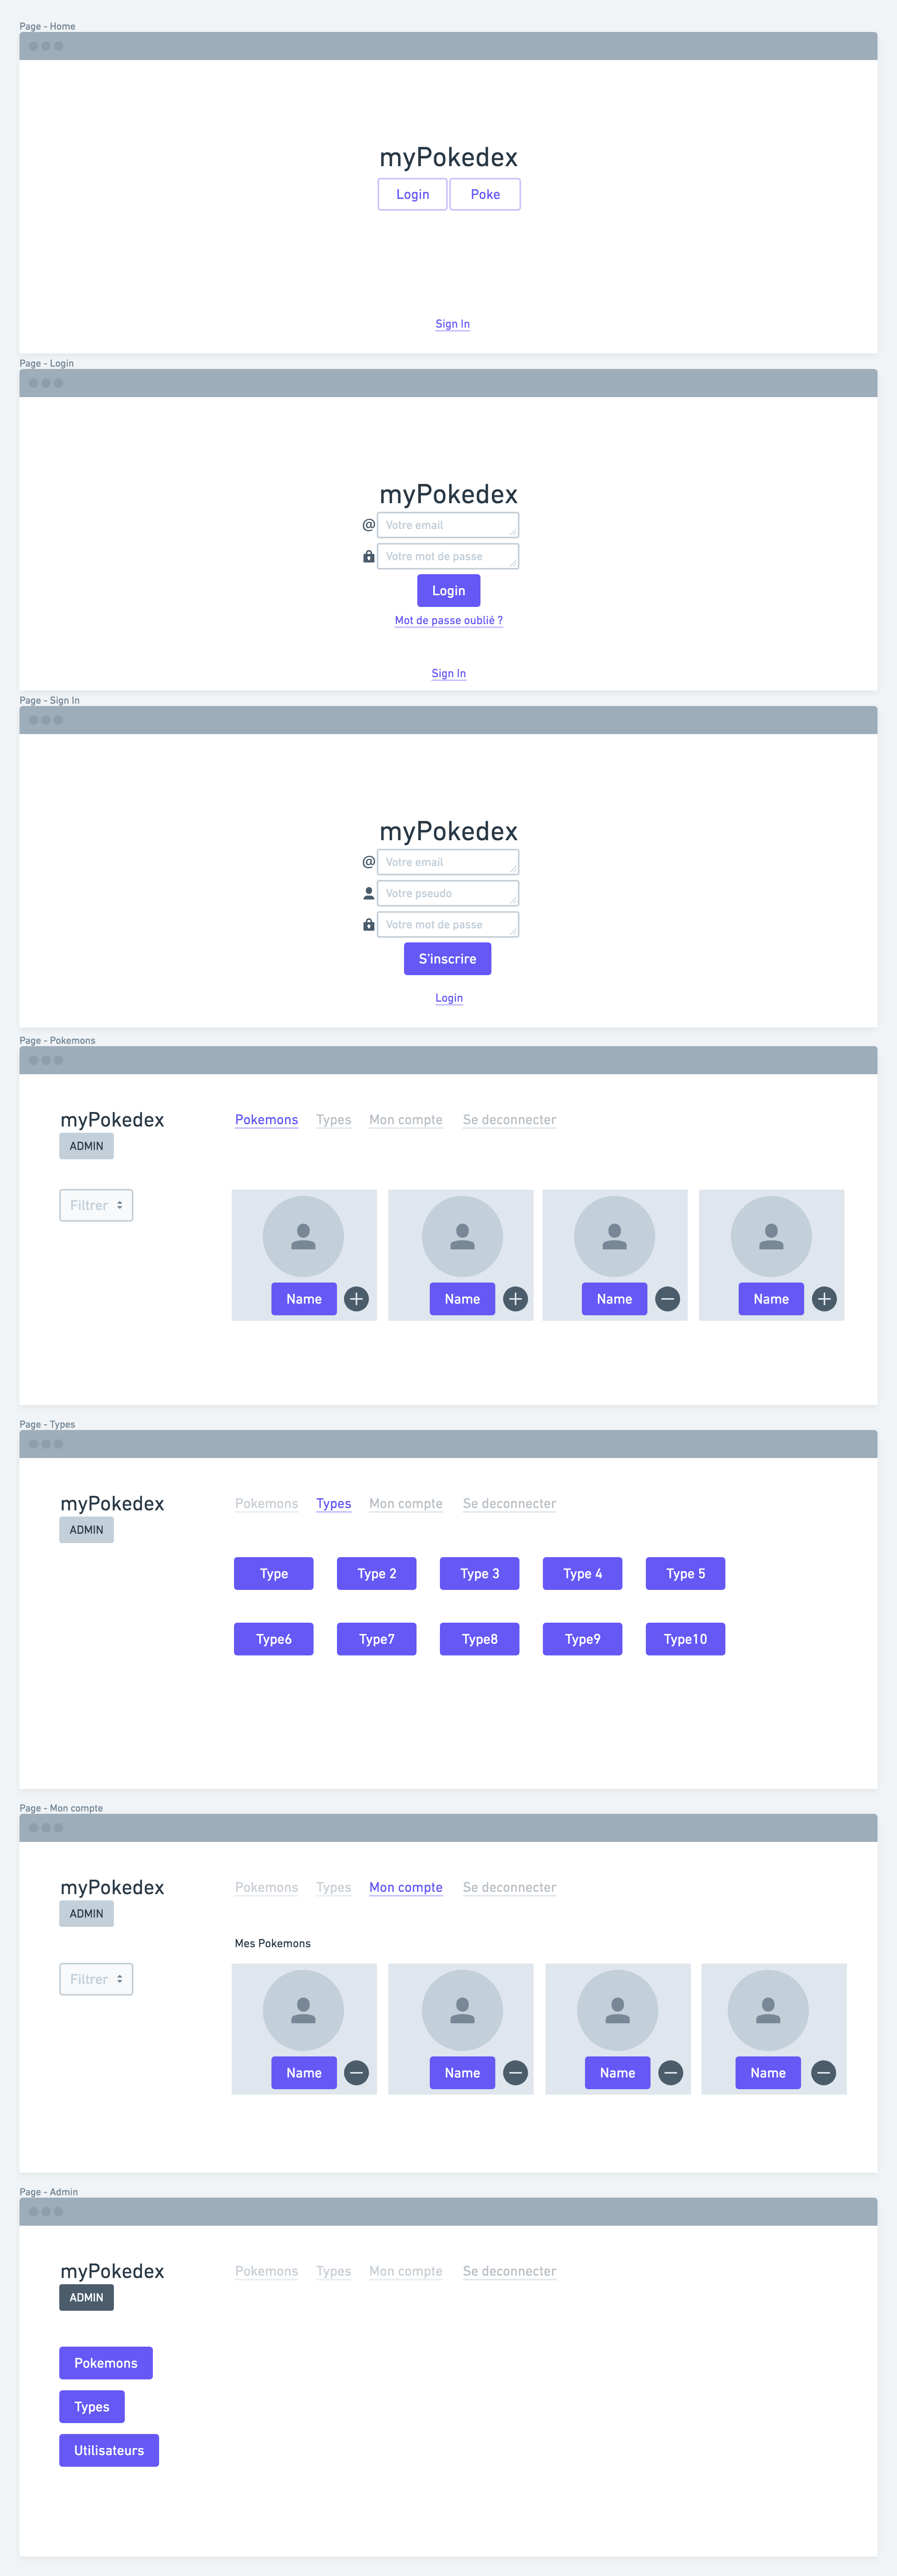 Page - Home
myPokedex
Login Poke
Sign In
Page - Login
myPokedex
@ Votre email
Votre mot de passe
Login
Mot de passe oublié ?
Sign In
Page - Sign In
myPokedex
@ Votre email
Votre pseudo
Votre mot de passe
S'inscrire
Login
Page - Pokemons
myPokedex Pokemons Types Mon compte Se deconnecter
ADMIN
Filtrer
Name Name Name Name
Page - Types
myPokedex Pokemons Types Mon compte Se deconnecter
ADMIN
Type Type 2 Type 3 Type 4 Type 5
Type6 Type7 Type8 Type9 Type10
Page - Mon compte
myPokedex Pokemons Types Mon compte Se deconnecter
ADMIN
Mes Pokemons
Filtrer
Name Name Name Name
Page - Admin
myPokedex Pokemons Types Mon compte Se deconnecter
ADMIN
Pokemons
Types
Utilisateurs